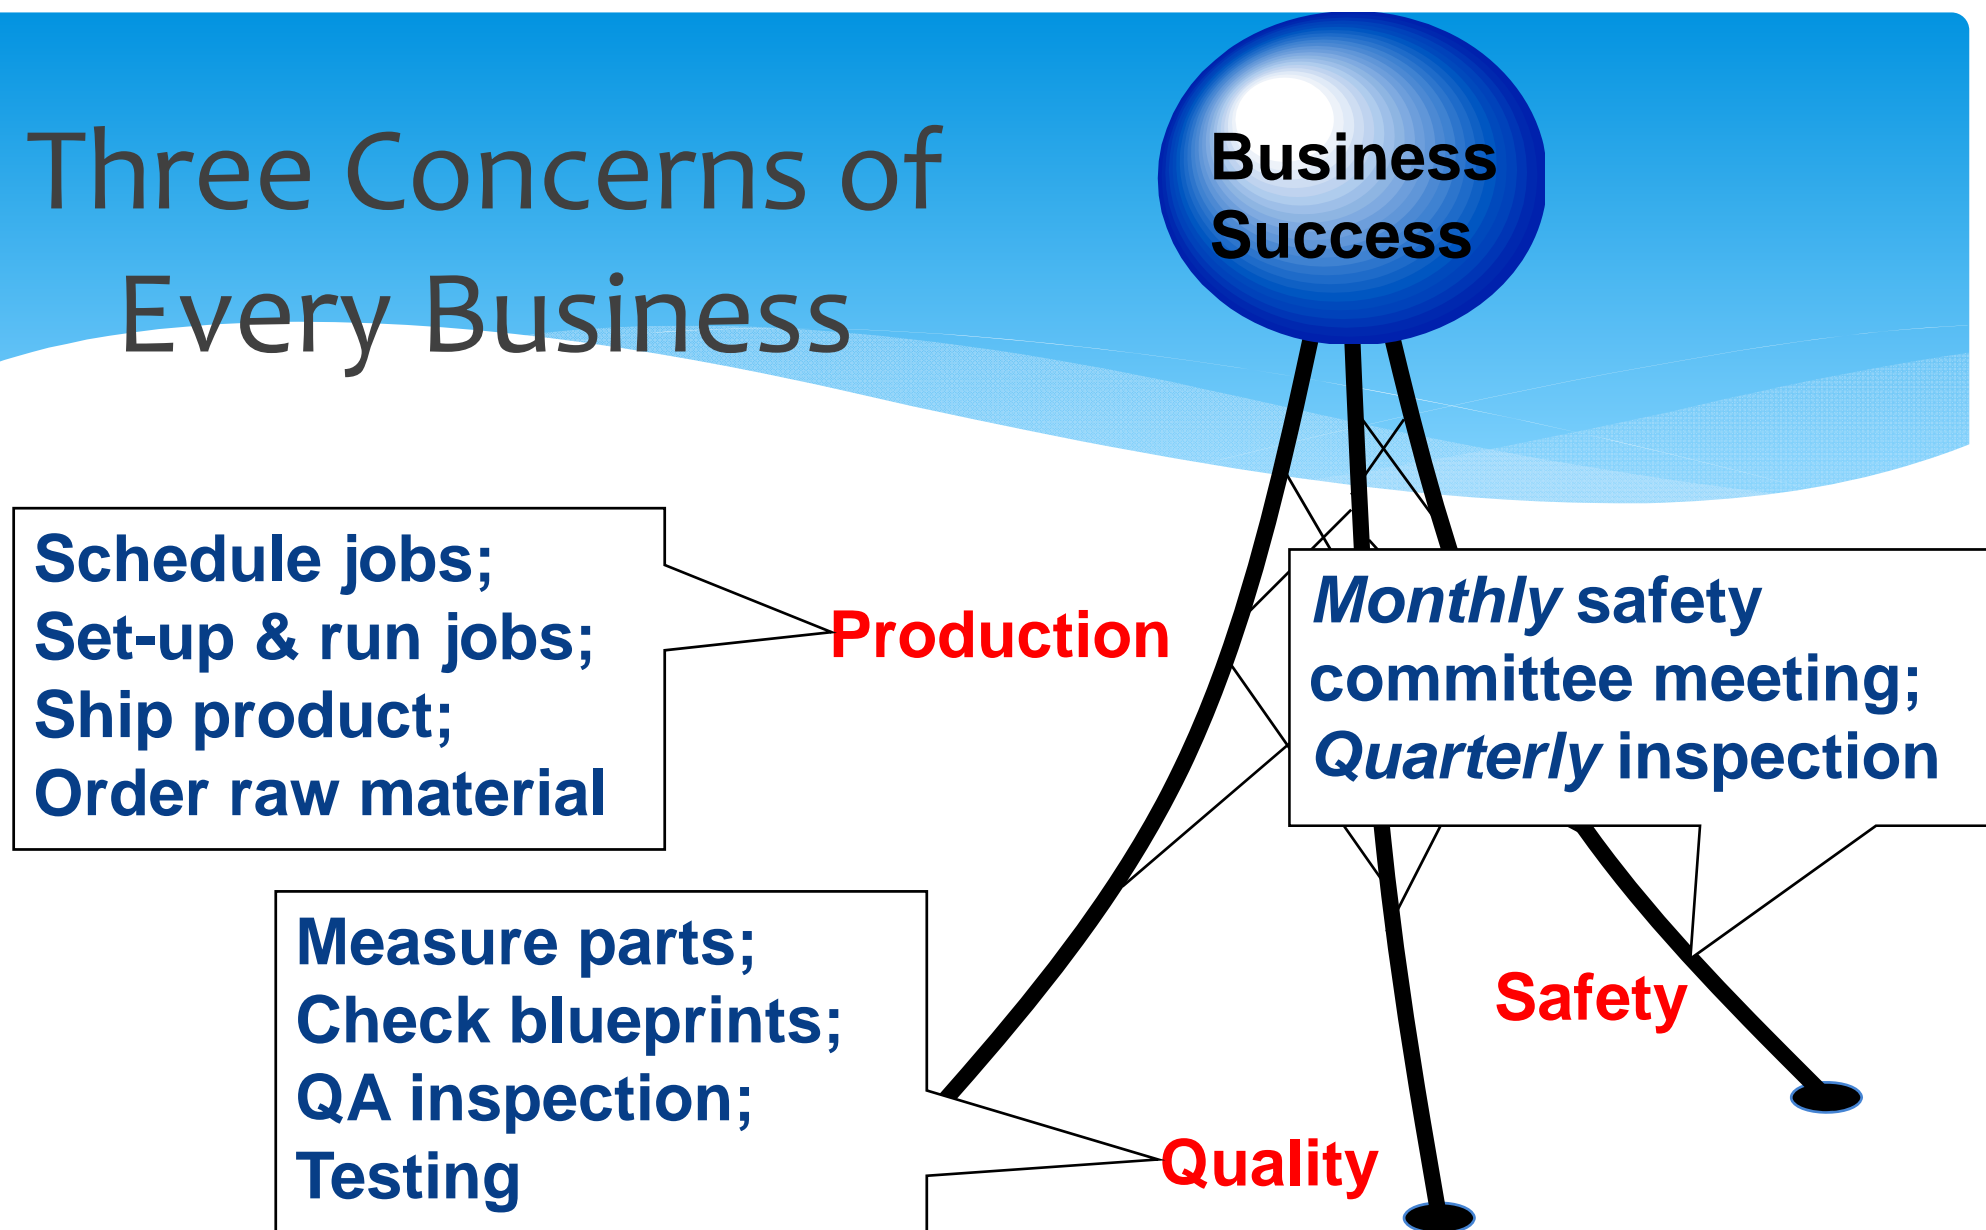 Three Concerns of
Every Business
Business
Success
Schedule jobs;
Set-up & run jobs;
Ship product;
Order raw material
Production
Monthly safety
committee meeting;
Quarterly inspection
Measure parts;
Check blueprints;
QA inspection;
Testing
Safety
Quality